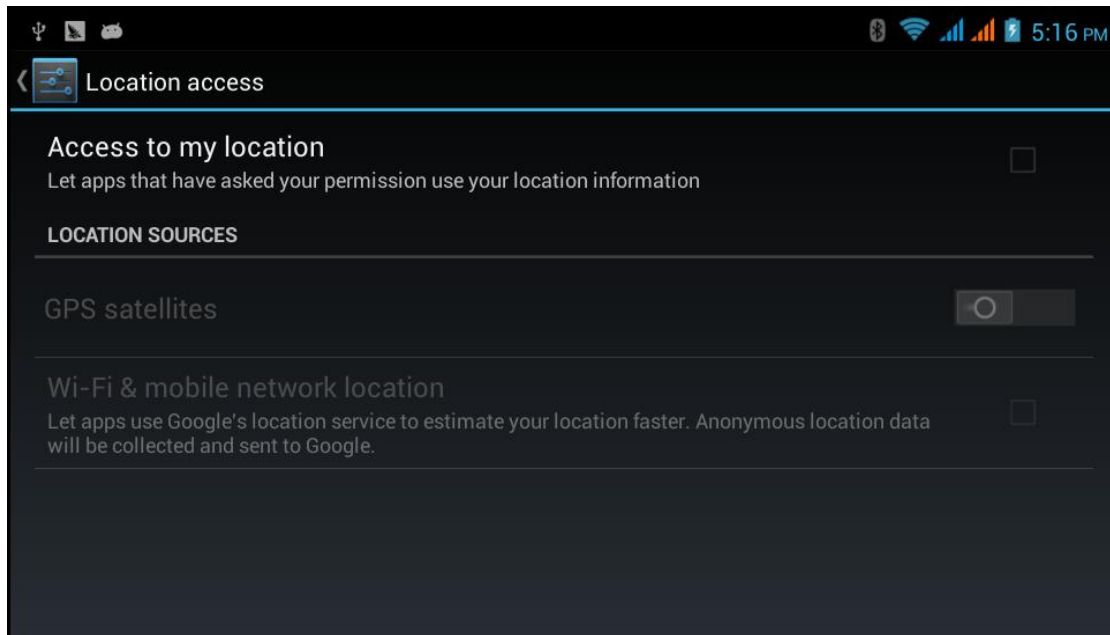 5:16 PM
Location access
Access to my location
Let apps that have asked your permission use your location information
LOCATION SOURCES
GPS satellites
Wi-Fi & mobile network location
Let apps use Google's location service to estimate your location faster. Anonymous location data
will be collected and sent to Google.